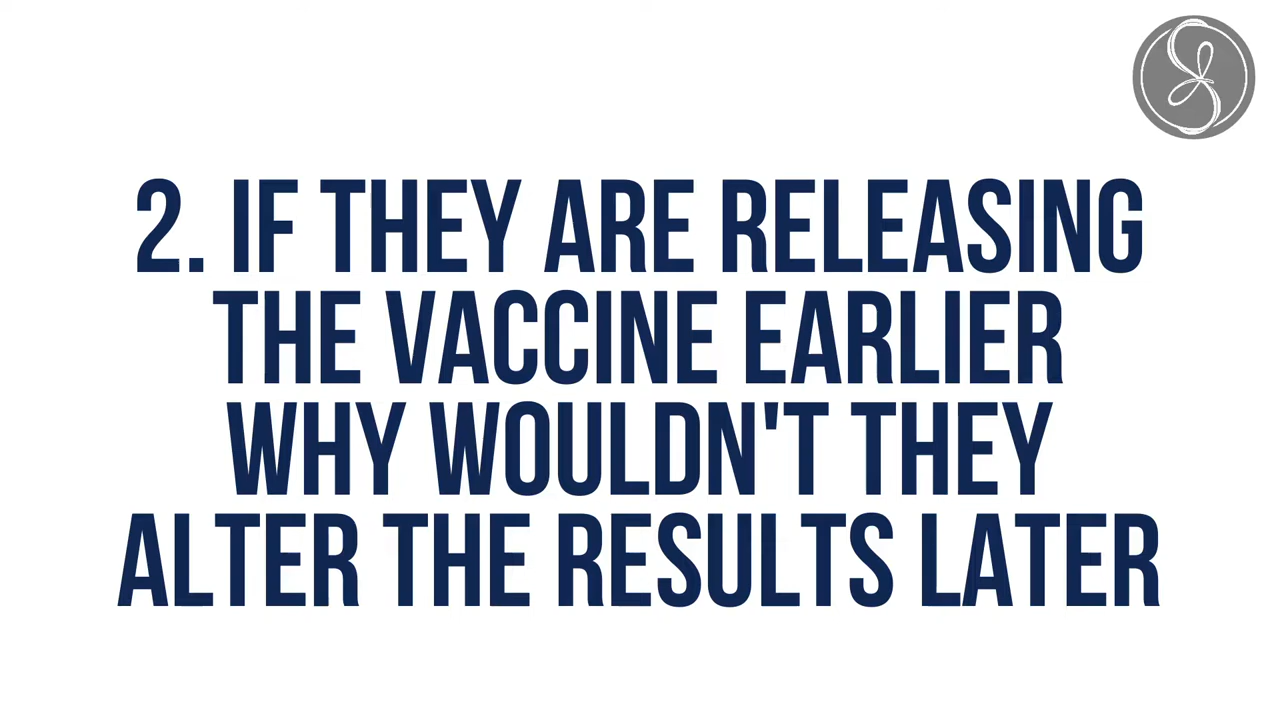 2. IF THEY ARE RELEASING
THE VACCINE EARLIER
WHY WOULDN'T THEY
ALTER THE RESULTS LATER